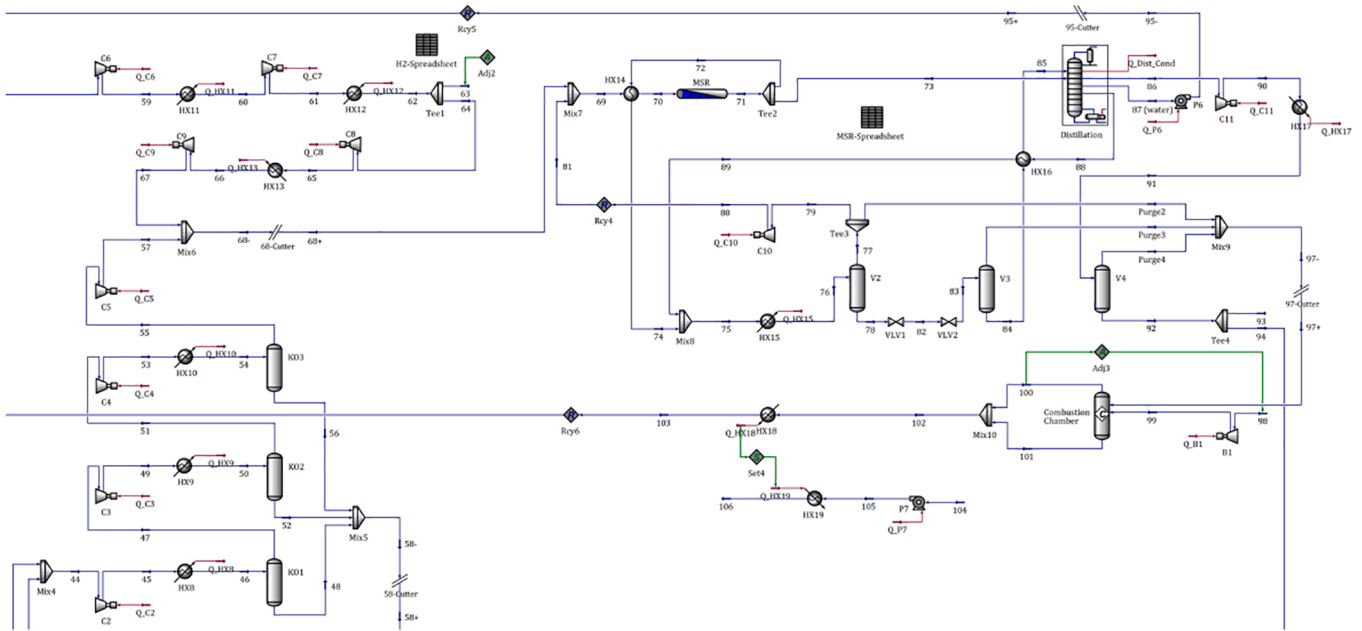 95+
95-
95-Cutter
Rcy5
C6
Q_C6
C7
Q_C7
H2-Spreadsheet
Adj2
59
HX11
Q_HX11
60
61
HX12
Q_HX12
62
Tee1
63
64
Mix7
69
HX14
70
72
MSR
71
Tee2
MSR-Spreadsheet
73
85
Distillation
Q_Dist_Cond
86
87 (water)
P6
Q_P6
C11
Q_C11
90
HX17
Q_HX17
C9
Q_C9
C8
Q_C8
67
66
Q_HX13
HX13
65
81
89
HX16
88
91
Mix6
68-
68-Cutter
68+
57
Rcy4
80
79
Q_C10
C10
Tee3
77
Purge2
Purge3
Purge4
Mix9
97-
97-Cutter
97+
C5
Q_C5
55
76
V2
83
V3
V4
74
Mix8
75
HX15
Q_HX15
78
VLV1
82
VLV2
84
92
Tee4
93
94
53
HX10
Q_HX10
54
KO3
C4
Q_C4
51
56
Adj3
100
Rcy6
103
HX18
Q_HX18
102
Mix10
Combustion
Chamber
99
98
Q_B1
B1
101
Set4
Q_HX19
49
HX9
Q_HX9
50
KO2
C3
Q_C3
52
47
Mix5
106
HX19
105
P7
Q_P7
104
58-
58-Cutter
58+
Mix4
44
45
HX8
Q_HX8
46
KO1
48
C2
Q_C2